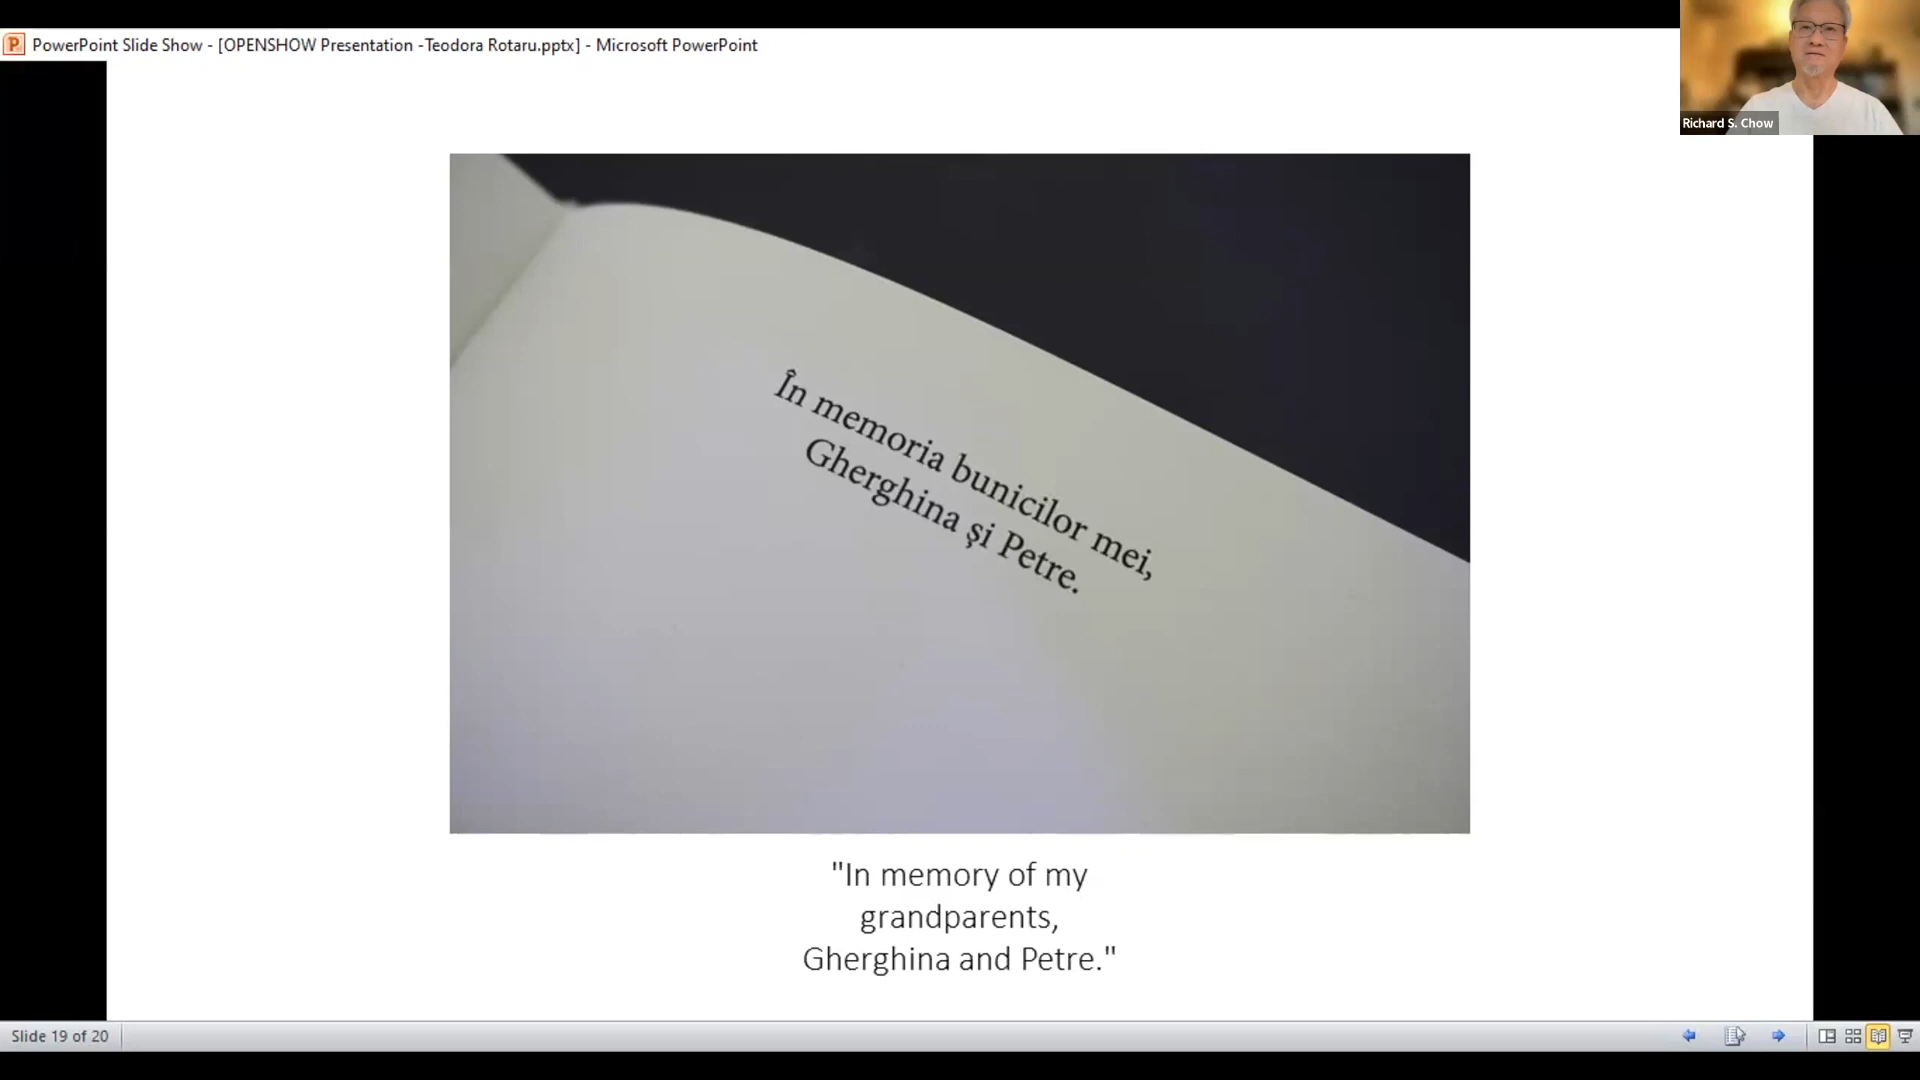 PowerPoint Slide Show - [OPENSHOW Presentation -Teodora Rotaru.pptx] - Microsoft PowerPoint
Richard S. Chow
În memoria bunicilor mei,
Gherghina şi Petre.
"In memory of my
grandparents,
Gherghina and Petre."
Slide 19 of 20